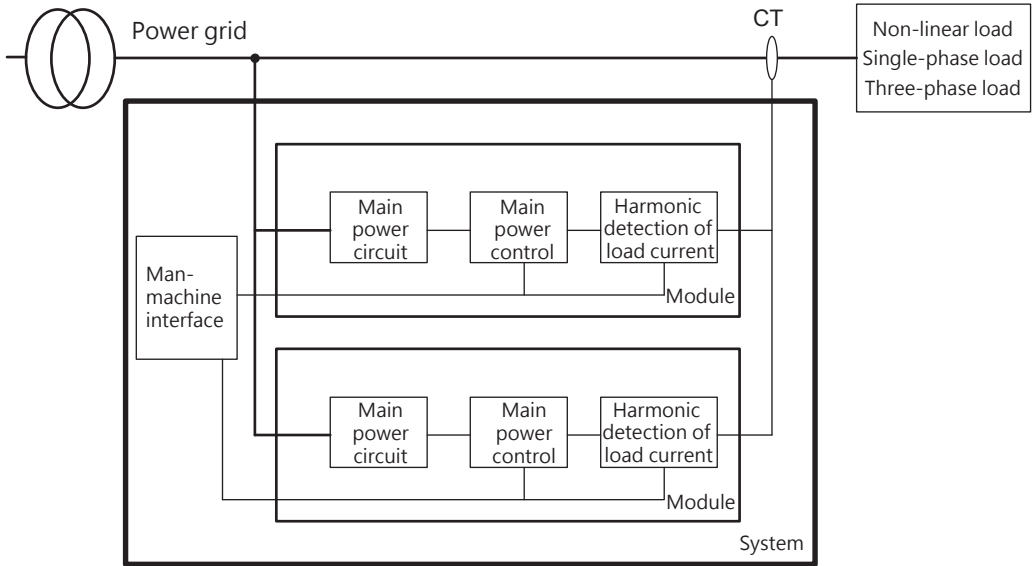 Power grid
CT
Non-linear load
Single-phase load
Three-phase load
Main
power
circuit
Main
power
control
Harmonic
detection of
load current
Module
Man-
machine
interface
Main
power
circuit
Main
power
control
Harmonic
detection of
load current
Module
System